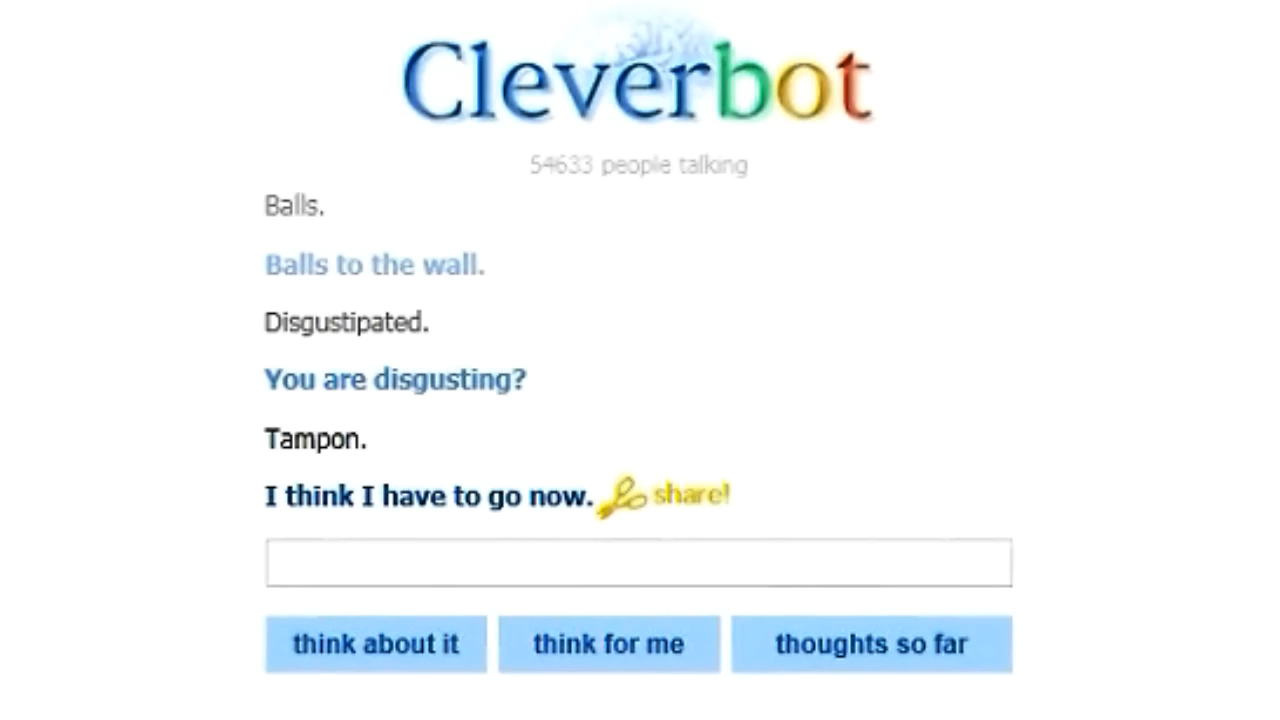 Cleverbot
54633 people talking
Balls.
Balls to the wall.
Disgustipated.
You are disgusting?
Tampon.
I think I have to go now. share!
think about it think for me thoughts so far